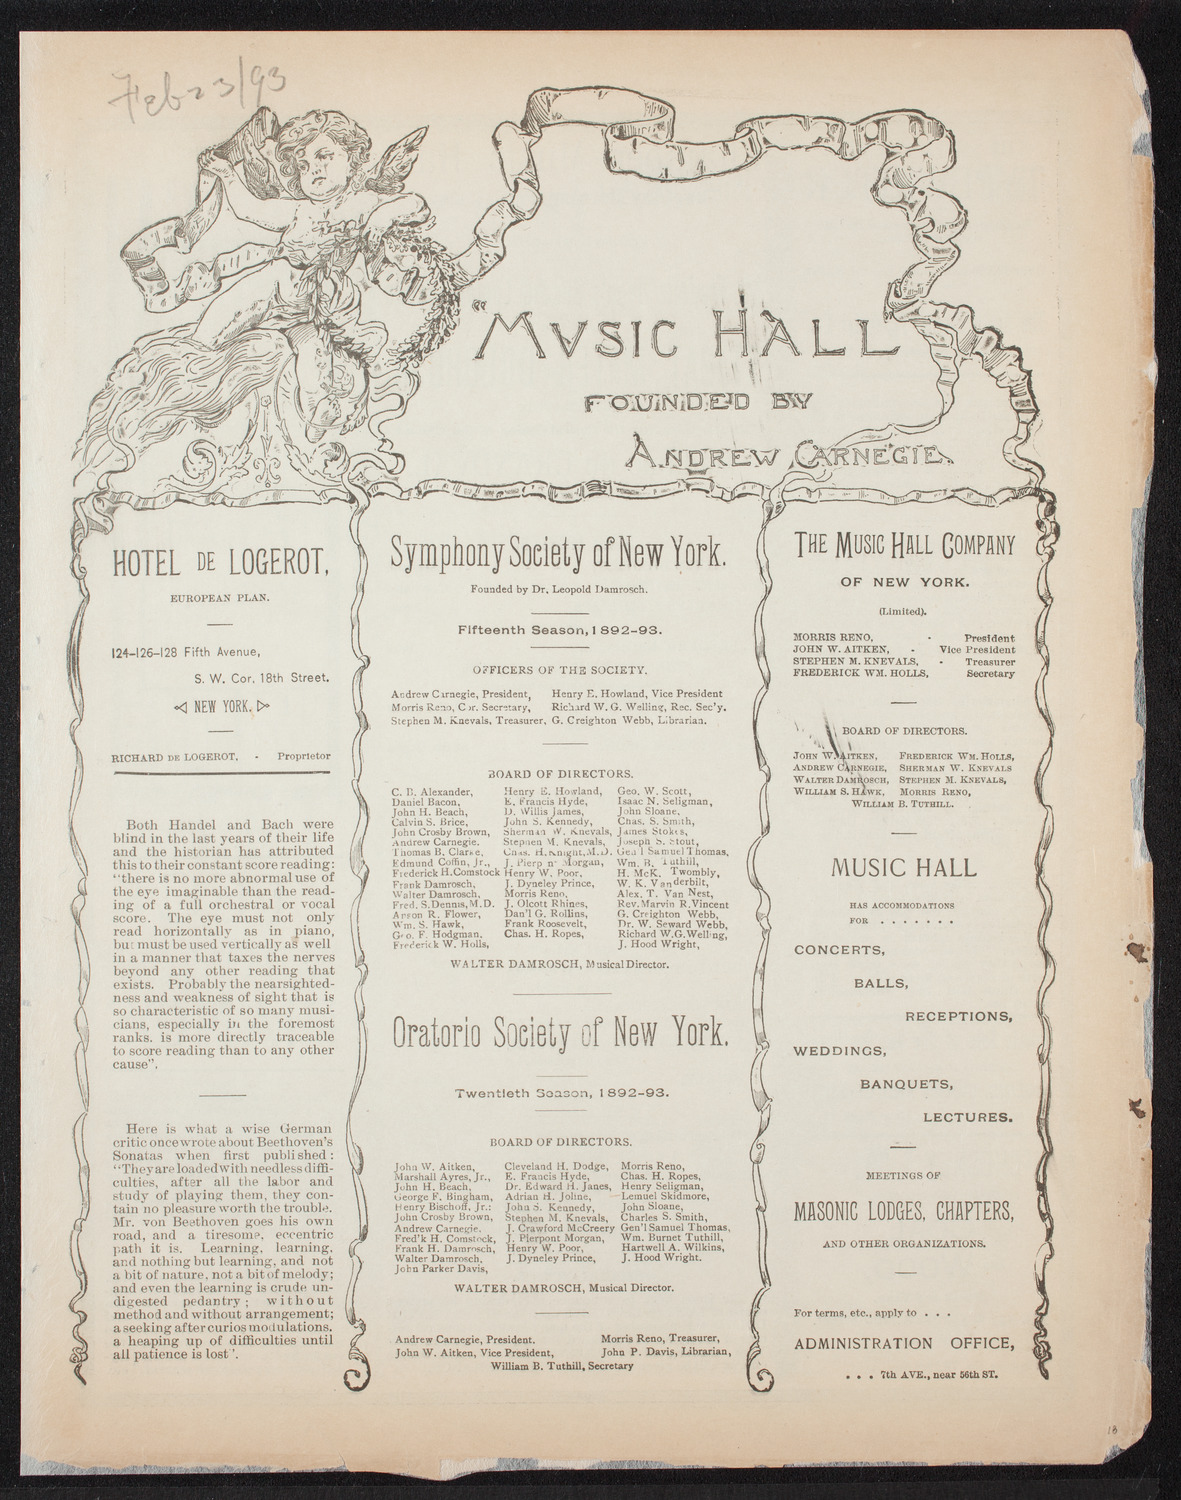 Feb 23/93
"MVSIC HALL
FOUNDED BY
ANDREW CARNEGIE.
HOTEL DE LOGEROT,
EUROPEAN PLAN.
124-126-128 Fifth Avenue,
S. W. Cor. 18th Street.
NEW YORK.
RICHARD DE LOGEROT, - Proprietor
Both Handel and Bach were
blind in the last years of their life
and the historian has attributed
this to their constant score reading:
"there is no more abnormal use of
the eye imaginable than the read-
ing of a full orchestral or vocal
score. The eye must not only
read horizontally as in piano,
but must be used vertically as well
in a manner that taxes the nerves
beyond any other reading that
exists. Probably the nearsighted-
ness and weakness of sight that is
so characteristic of so many musi-
cians, especially in the foremost
ranks. is more directly traceable
to score reading than to any other
cause".
Here is what a wise German
critic once wrote about Beethoven's
Sonatas when first published:
"They are loaded with needless diffi-
culties, after all the labor and
study of playing them, they con-
tain no pleasure worth the trouble.
Mr. von Beethoven goes his own
road, and a tiresome, eccentric
path it is. Learning, learning,
and nothing but learning, and not
a bit of nature, not a bit of melody;
and even the learning is crude un-
digested pedantry; without
method and without arrangement;
a seeking after curios modulations,
a heaping up of difficulties until
all patience is lost'.
Symphony Society of New York.
Founded by Dr. Leopold Damrosch.
Fifteenth Season, 1892-93.
OFFICERS OF THE SOCIETY.
Andrew Carnegie, President, Henry E. Howland, Vice President
Morris Reno, Cor. Secretary, Richard W. G. Welling, Rec. Sec'y.
Stephen M. Knevals, Treasurer, G. Creighton Webb, Librarian.
BOARD OF DIRECTORS.
C. B. Alexander, Henry E. Howland, Geo. W. Scott,
Daniel Bacon, E. Francis Hyde, Isaac N. Seligman,
John H. Beach, D. Willis James, John Sloane,
Calvin S. Brice, John S. Kennedy, Chas. S. Smith,
John Crosby Brown, Sherman W. Knevals, James Stokes,
Andrew Carnegie. Stephen M. Knevals, Joseph S. Stout,
Thomas B. Clarke, Chas. H. Knight, M.D. Gen'l Samuel Thomas,
Edmund Coffin, Jr., J. Pierpont Morgan, Wm. B. Tuthill,
Frederick H. Comstock Henry W. Poor, H. McK. Twombly,
Frank Damrosch, J. Dyneley Prince, W. K. Vanderbilt,
Walter Damrosch, Morris Reno, Alex. T. Van Nest,
Fred. S. Dennis, M.D. J. Olcott Rhines, Rev. Marvin R. Vincent
Anson R. Flower, Dan'l G. Rollins, G. Creighton Webb,
Wm. S. Hawk, Frank Roosevelt, Dr. W. Seward Webb,
Geo. F. Hodgman, Chas. H. Ropes, Richard W.G. Welling,
Frederick W. Holls, J. Hood Wright,
WALTER DAMROSCH, Musical Director.
Oratorio Society of New York.
Twentieth Season, 1892-93.
BOARD OF DIRECTORS.
John W. Aitken, Cleveland H. Dodge, Morris Reno,
Marshall Ayres, Jr., E. Francis Hyde, Chas. H. Ropes,
John H. Beach, Dr. Edward H. Janes, Henry Seligman,
George F. Bingham, Adrian H. Joline, Lemuel Skidmore,
Henry Bischoff, Jr.: John S. Kennedy, John Sloane,
John Crosby Brown, Stephen M. Knevals, Charles S. Smith,
Andrew Carnegie. J. Crawford McCreery Gen'l Samuel Thomas,
Fred'k H. Comstock, J. Pierpont Morgan, Wm. Burnet Tuthill,
Frank H. Damrosch, Henry W. Poor, Hartwell A. Wilkins,
Walter Damrosch, J. Dyneley Prince, J. Hood Wright.
John Parker Davis,
WALTER DAMROSCH, Musical Director.
Andrew Carnegie, President. Morris Reno, Treasurer,
John W. Aitken, Vice President, John P. Davis, Librarian,
William B. Tuthill, Secretary
THE MUSIC HALL COMPANY
OF NEW YORK.
(Limited).
MORRIS RENO, - President
JOHN W. AITKEN, - Vice President
STEPHEN M. KNEVALS, - Treasurer
FREDERICK WM. HOLLS, Secretary
BOARD OF DIRECTORS.
JOHN W. AITKEN, FREDERICK WM. HOLLS,
ANDREW CARNEGIE, SHERMAN W. KNEVALS
WALTER DAMROSCH, STEPHEN M. KNEVALS,
WILLIAM S. HAWK, MORRIS RENO,
WILLIAM B. TUTHILL.
MUSIC HALL
HAS ACCOMMODATIONS
FOR . . . . . . .
CONCERTS,
BALLS,
RECEPTIONS,
WEDDINGS,
BANQUETS,
LECTURES.
MEETINGS OF
MASONIC LODGES, CHAPTERS,
AND OTHER ORGANIZATIONS.
For terms, etc., apply to . . .
ADMINISTRATION OFFICE,
. . . 7th AVE., near 56th ST.
18